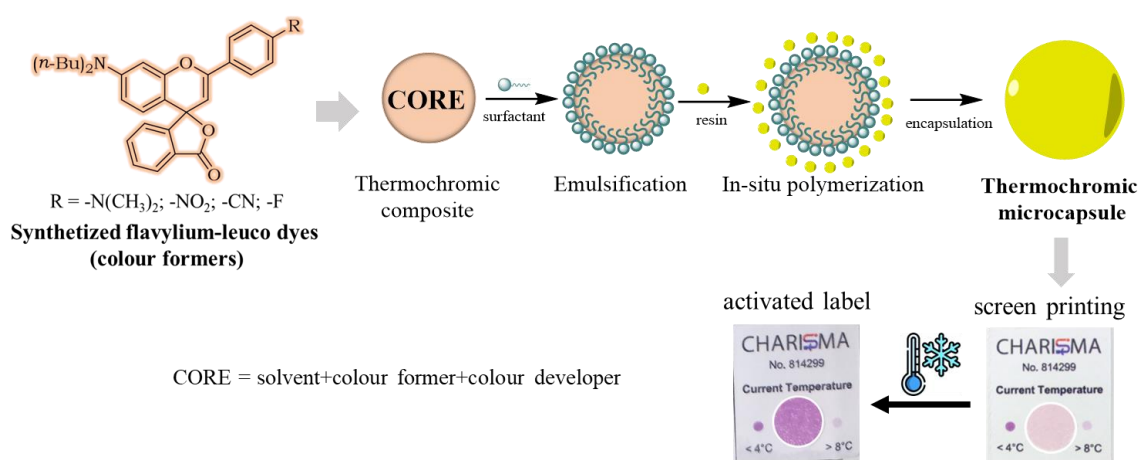 R
(n-Bu)₂N
O
O
O
R = -N(CH₃)₂; -NO₂; -CN; -F
Synthetized flavylium-leuco dyes
(colour formers)
CORE
Thermochromic
composite
surfactant
Emulsification
resin
In-situ polymerization
encapsulation
Thermochromic
microcapsule
activated label
screen printing
CHARISMA
No. 814299
Current Temperature
< 4°C
> 8°C
CHARISMA
No. 814299
Current Temperature
< 4°C
> 8°C
CORE = solvent+colour former+colour developer